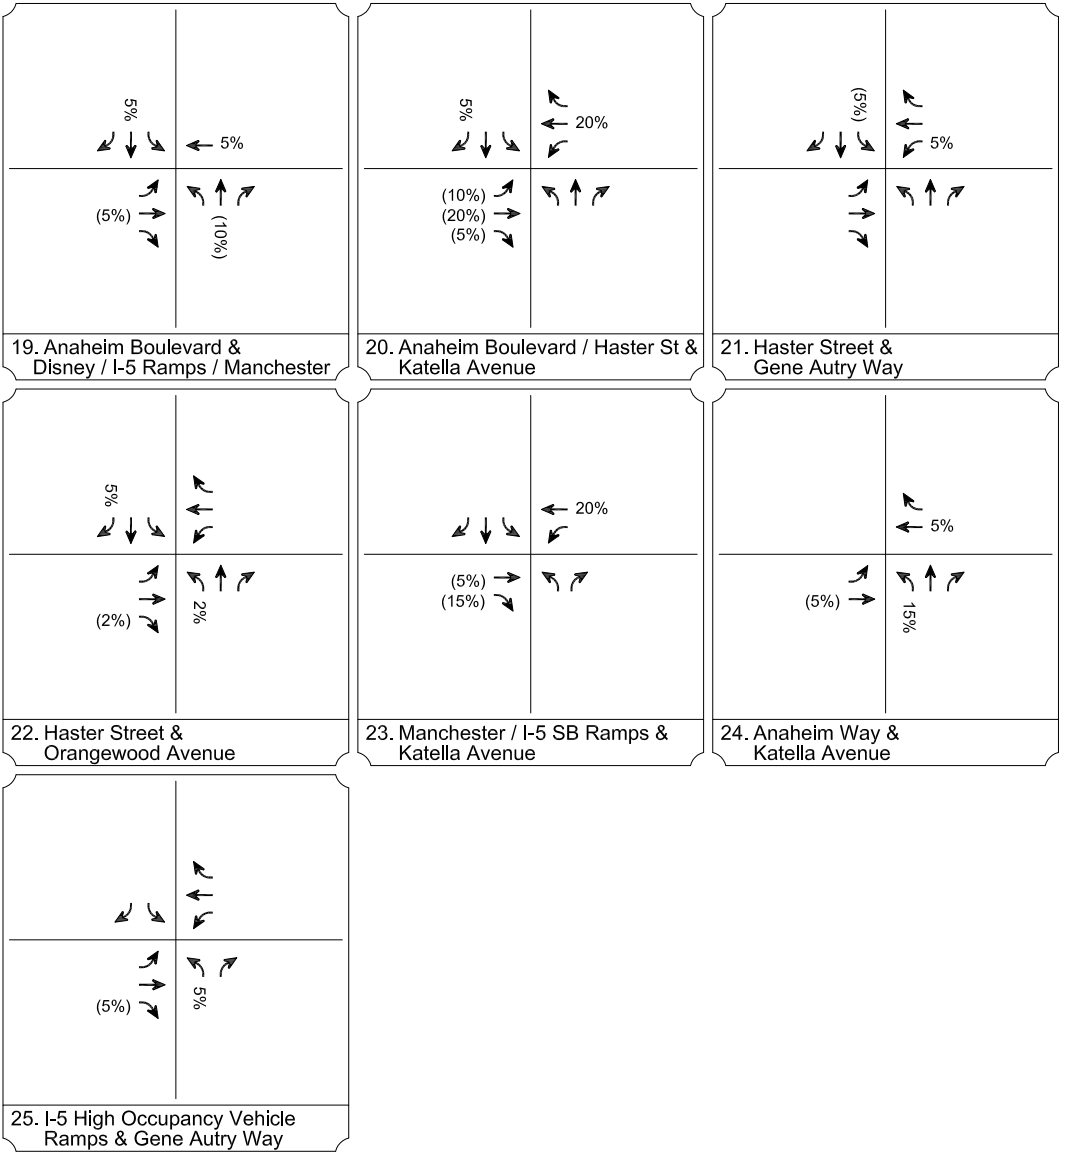 5%
5%
(5%)
(10%)
19. Anaheim Boulevard &
Disney / I-5 Ramps / Manchester
5%
20%
(10%)
(20%)
(5%)
20. Anaheim Boulevard / Haster St &
Katella Avenue
(5%)
5%
21. Haster Street &
Gene Autry Way
5%
(2%)
2%
22. Haster Street &
Orangewood Avenue
20%
(5%)
(15%)
23. Manchester / I-5 SB Ramps &
Katella Avenue
5%
(5%)
15%
24. Anaheim Way &
Katella Avenue
(5%)
5%
25. I-5 High Occupancy Vehicle
Ramps & Gene Autry Way